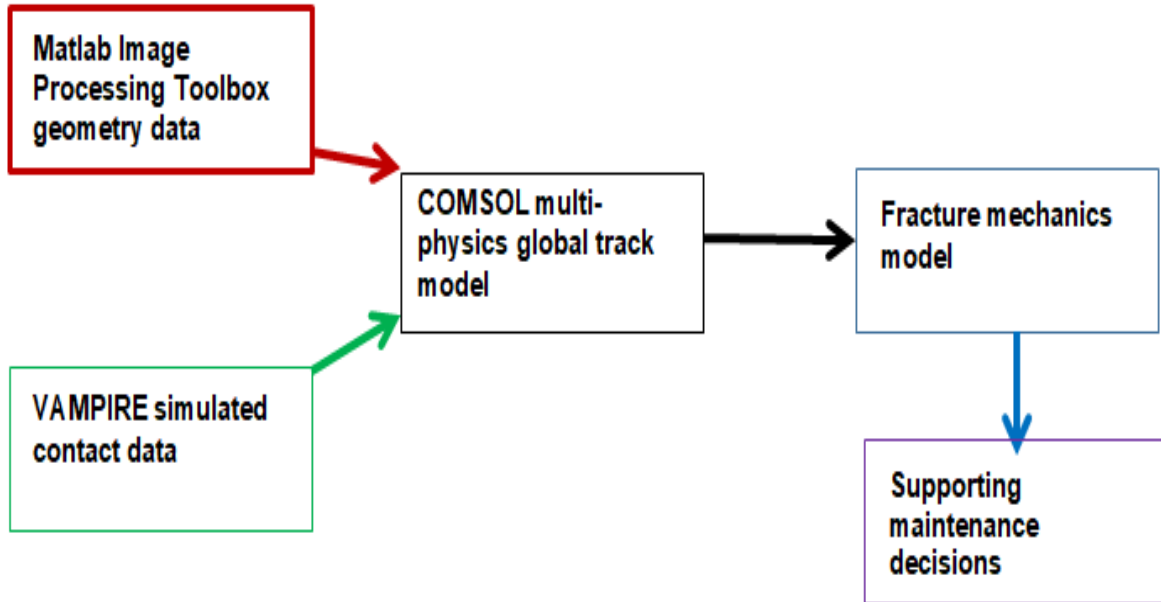 Matlab Image
Processing Toolbox
geometry data
COMSOL multi-
physics global track
model
Fracture mechanics
model
VAMPIRE simulated
contact data
Supporting
maintenance
decisions